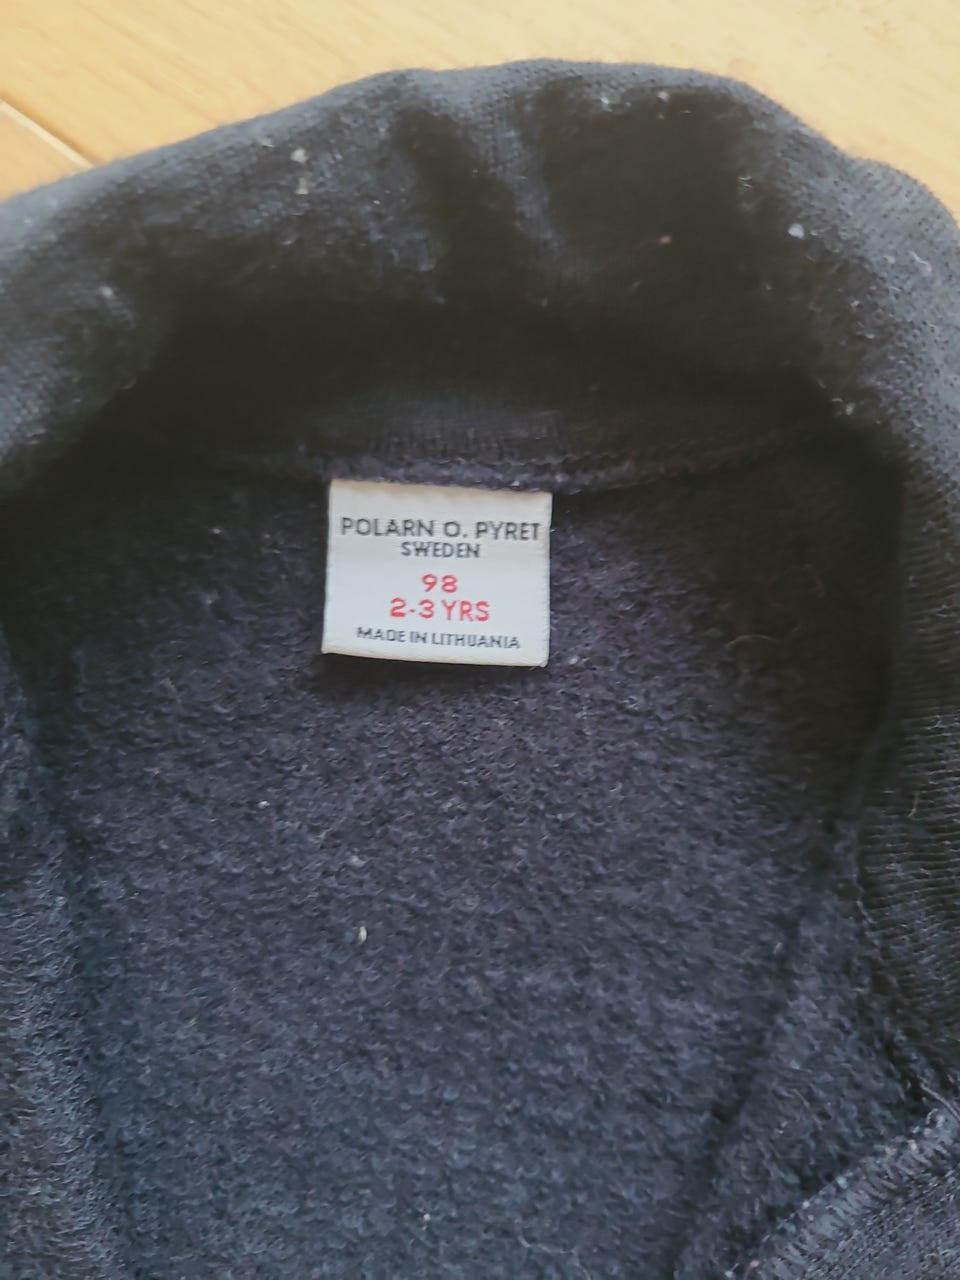 POLARN O. PYRET
SWEDEN
98
2-3 YRS
MADE IN LITHUANIA